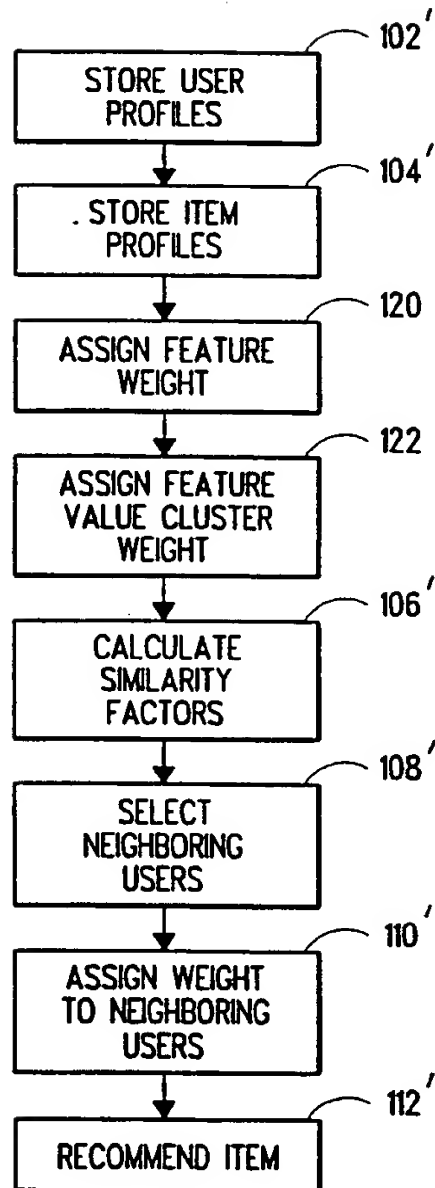 102'
STORE USER
PROFILES
104'
. STORE ITEM
PROFILES
120
ASSIGN FEATURE
WEIGHT
122
ASSIGN FEATURE
VALUE CLUSTER
WEIGHT
106'
CALCULATE
SIMILARITY
FACTORS
108'
SELECT
NEIGHBORING
USERS
110'
ASSIGN WEIGHT
TO NEIGHBORING
USERS
112'
RECOMMEND ITEM